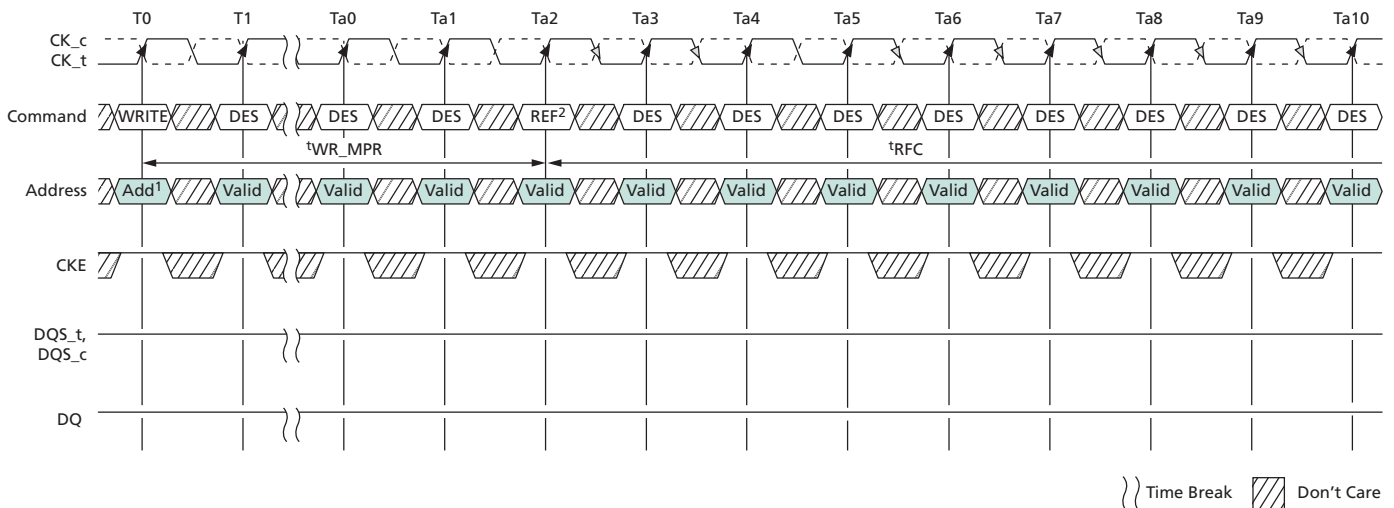 T0 T1 Ta0 Ta1 Ta2 Ta3 Ta4 Ta5 Ta6 Ta7 Ta8 Ta9 Ta10
CK_c
CK_t
Command WRITE DES DES DES REF² DES DES DES DES DES DES DES DES
tWR_MPR tRFC
Address Add¹ Valid Valid Valid Valid Valid Valid Valid Valid Valid Valid Valid Valid
CKE
DQS_t,
DQS_c
DQ
Time Break Don't Care